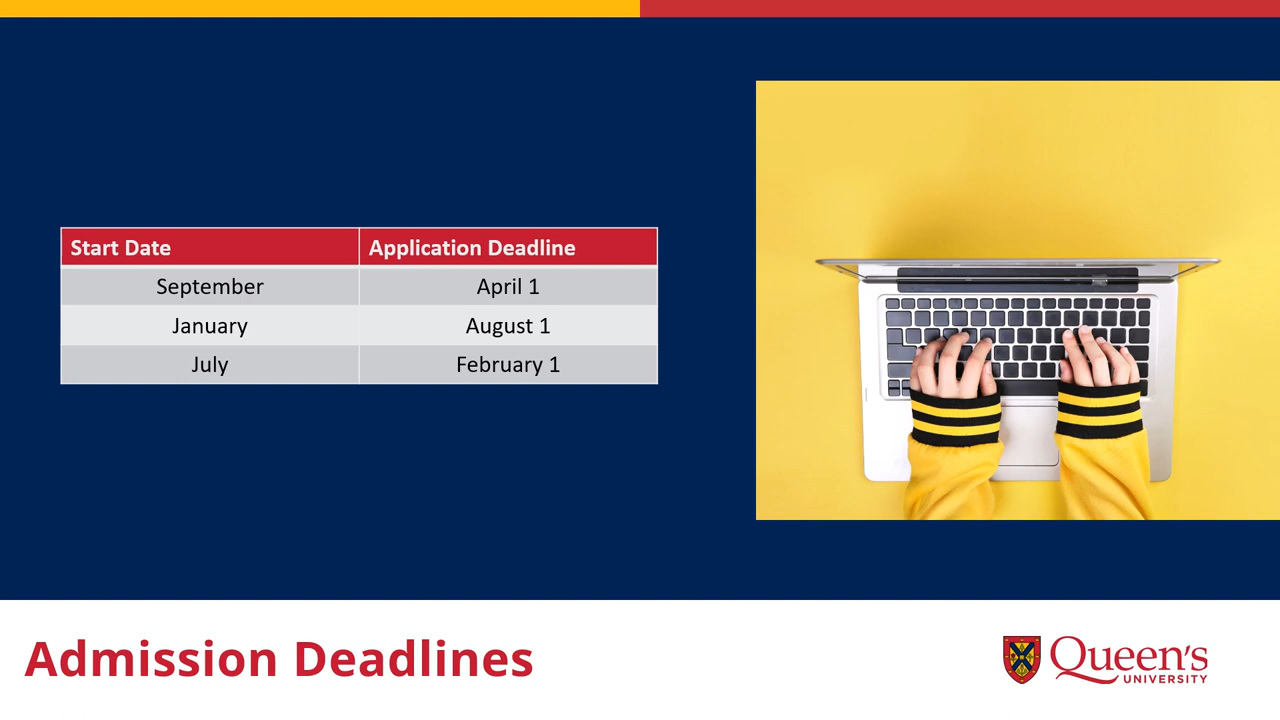 Start Date Application Deadline
September April 1
January August 1
July February 1
Admission Deadlines
Queen's
UNIVERSITY